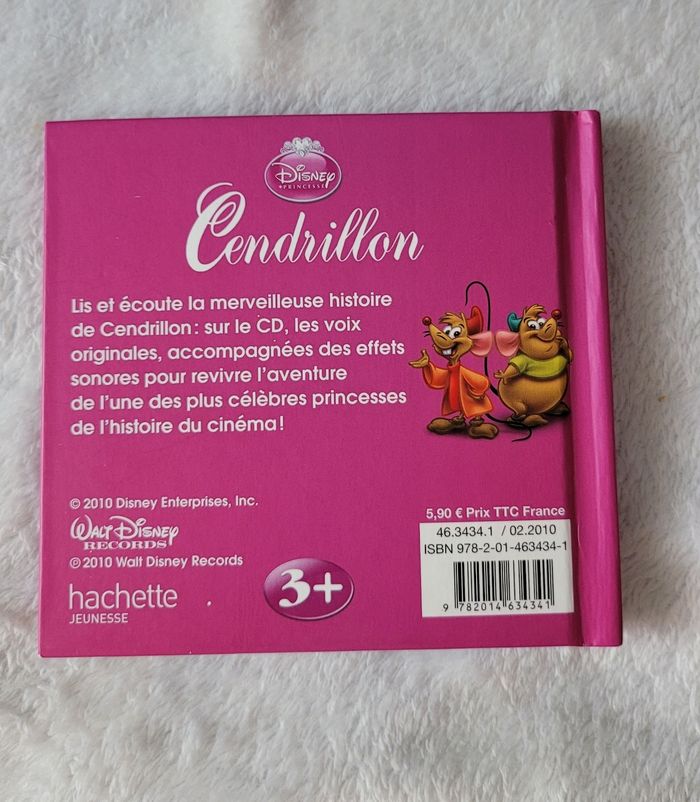 Disney
PRINCESSE
Cendrillon
Lis et écoute la merveilleuse histoire
de Cendrillon : sur le CD, les voix
originales, accompagnées des effets
sonores pour revivre l'aventure
de l'une des plus célèbres princesses
de l'histoire du cinéma !
© 2010 Disney Enterprises, Inc.
WALT DISNEY
RECORDS
© 2010 Walt Disney Records
hachette
JEUNESSE
3+
5,90 € Prix TTC France
46.3434.1 / 02.2010
ISBN 978-2-01-463434-1
9 782014 634341